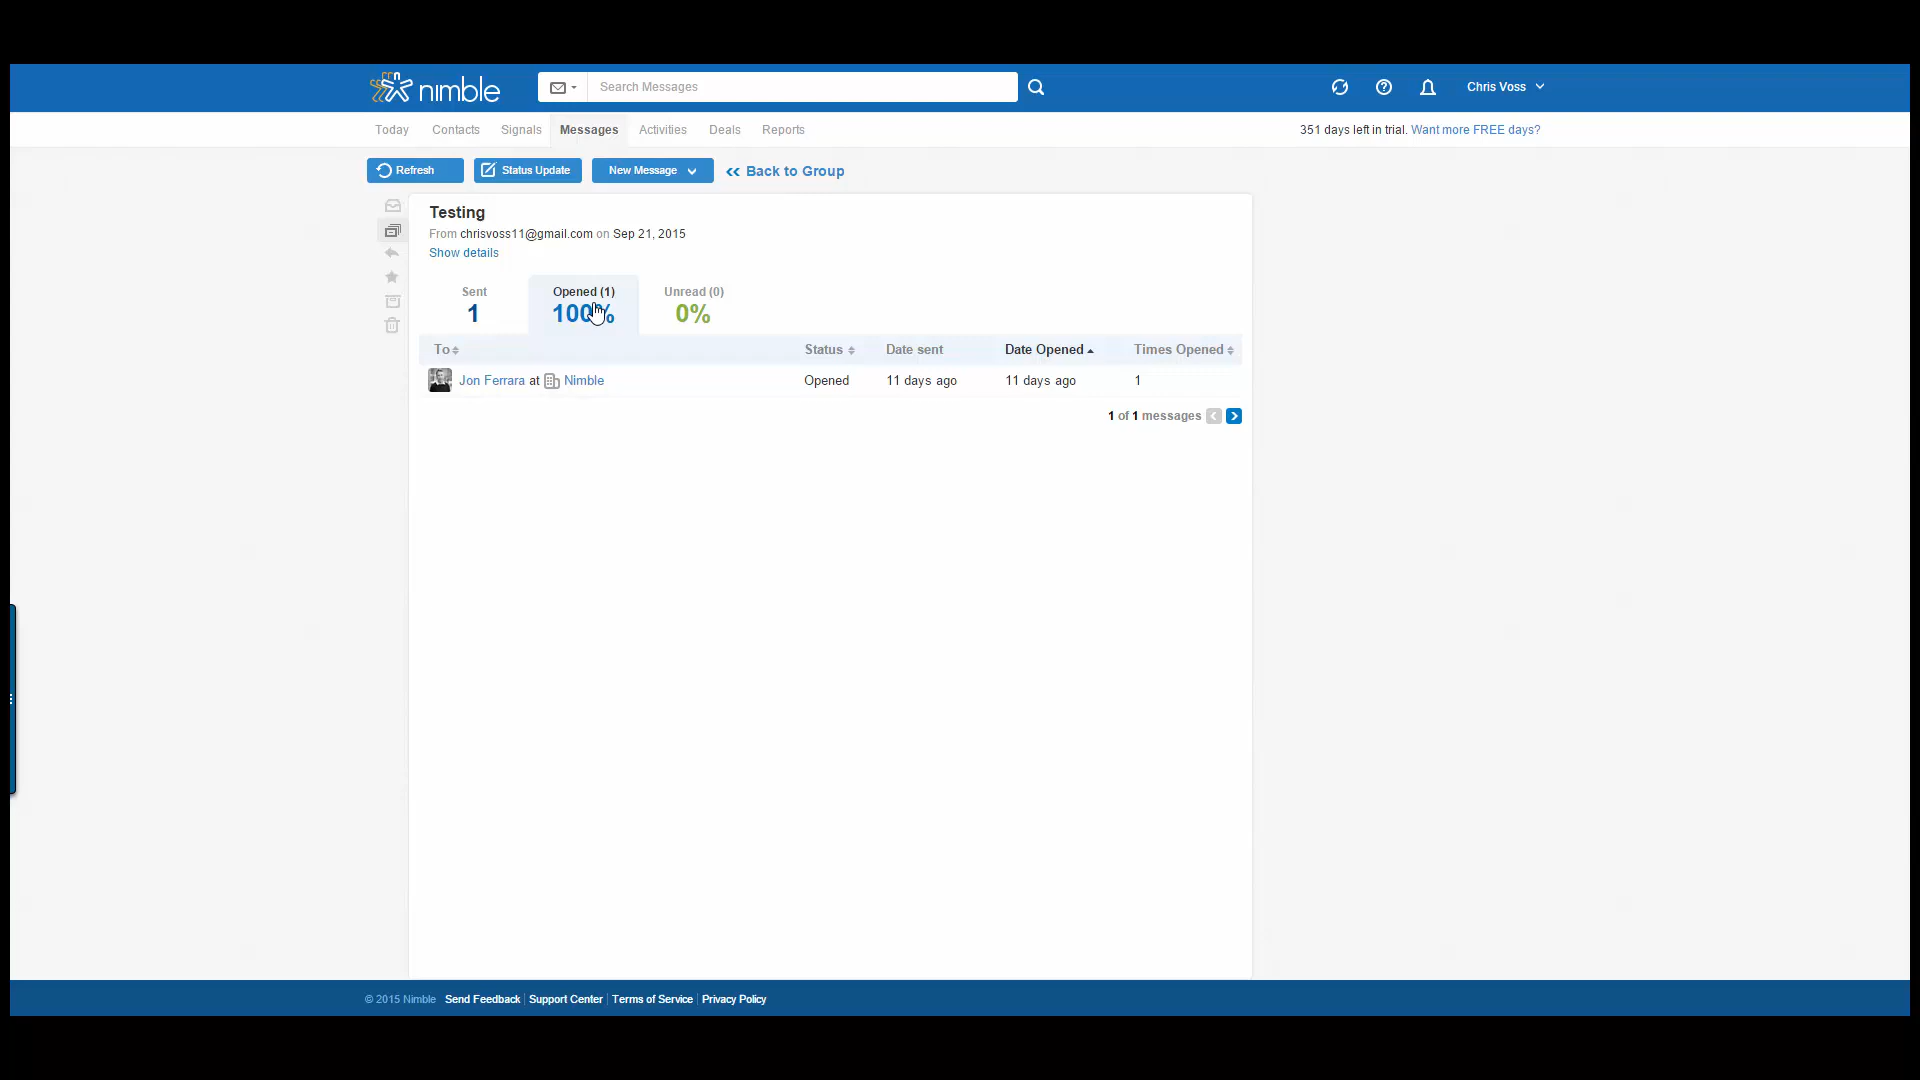 nimble
Search Messages
Chris Voss
Today Contacts Signals Messages Activities Deals Reports
351 days left in trial. Want more FREE days?
Refresh Status Update New Message Back to Group
Testing
From chrisvoss11@gmail.com on Sep 21, 2015
Show details
Sent Opened (1) Unread (0)
1 100% 0%
To Status Date sent Date Opened Times Opened
Jon Ferrara at Nimble Opened 11 days ago 11 days ago 1
1 of 1 messages
© 2015 Nimble Send Feedback Support Center Terms of Service Privacy Policy